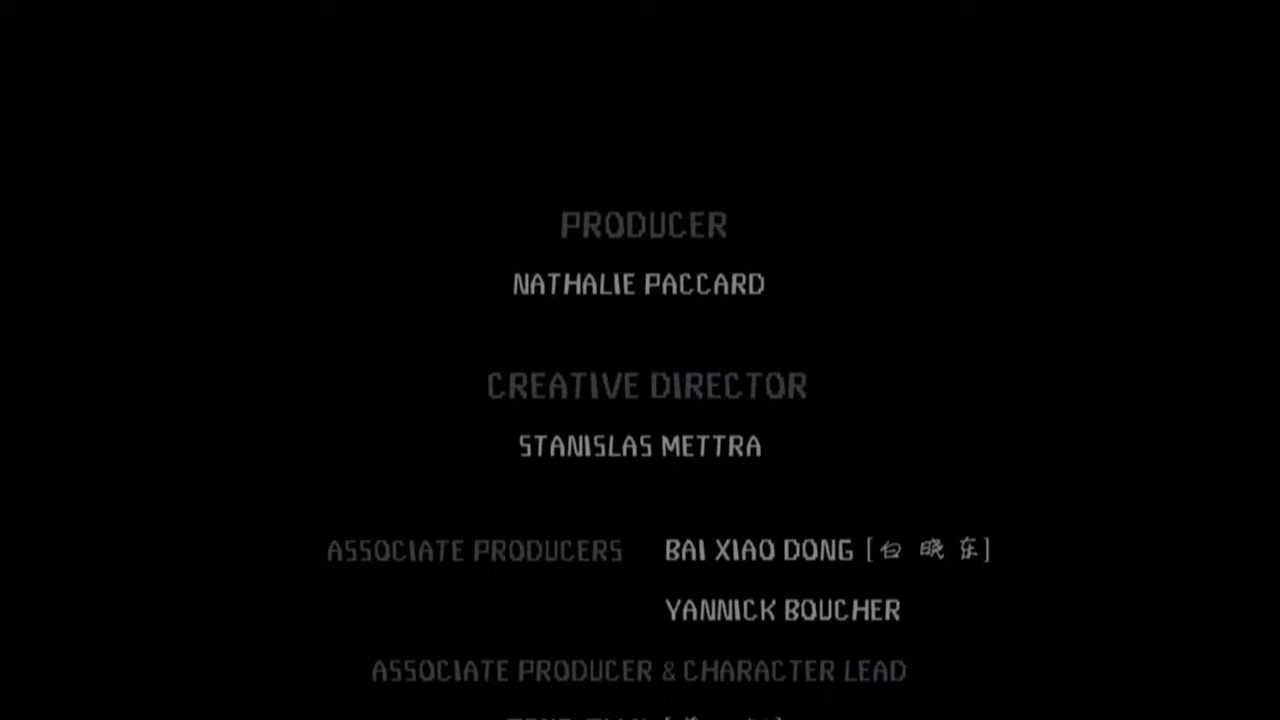 PRODUCER
NATHALIE PACCARD
CREATIVE DIRECTOR
STANISLAS METTRA
ASSOCIATE PRODUCERS BAI XIAO DONG [白 晓 东]
YANNICK BOUCHER
ASSOCIATE PRODUCER & CHARACTER LEAD